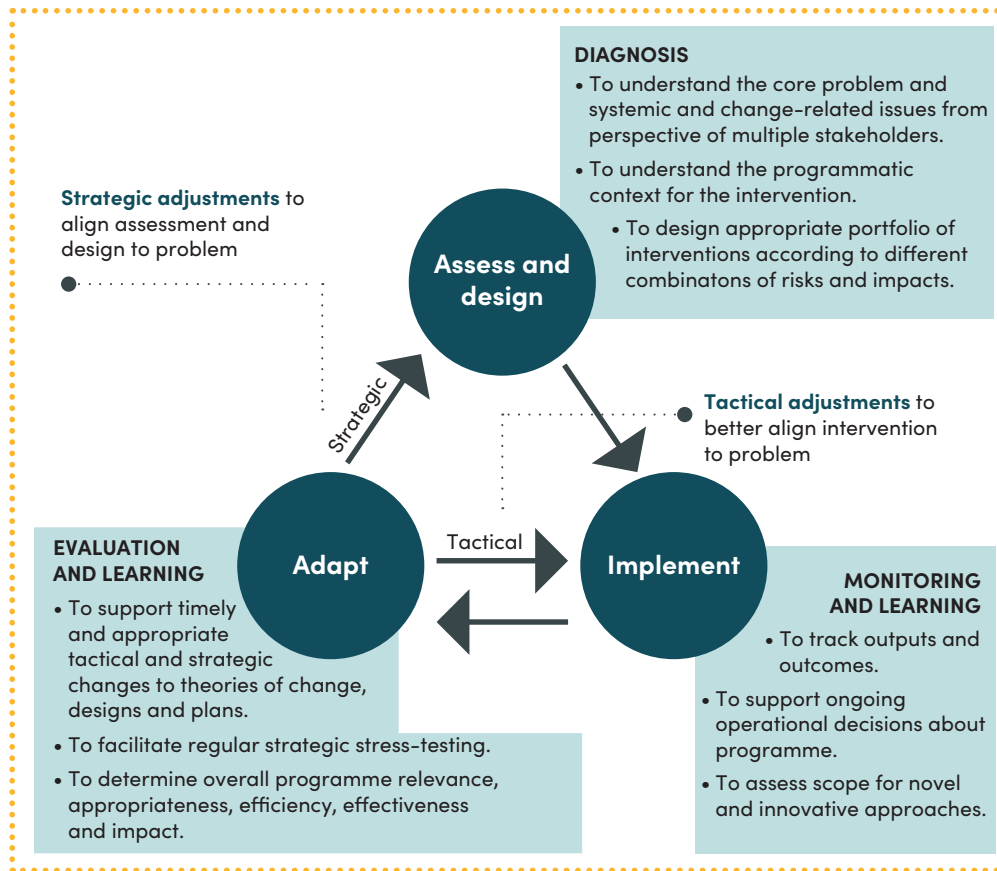 DIAGNOSIS
• To understand the core problem and
systemic and change-related issues from
perspective of multiple stakeholders.
• To understand the programmatic
context for the intervention.
• To design appropriate portfolio of
interventions according to different
combinatons of risks and impacts.
Strategic adjustments to
align assessment and
design to problem
Assess and
design
Strategic
Tactical adjustments to
better align intervention
to problem
Adapt
Tactical
Implement
EVALUATION
AND LEARNING
• To support timely
and appropriate
tactical and strategic
changes to theories of change,
designs and plans.
• To facilitate regular strategic stress-testing.
• To determine overall programme relevance,
appropriateness, efficiency, effectiveness
and impact.
MONITORING
AND LEARNING
• To track outputs and
outcomes.
• To support ongoing
operational decisions about
programme.
• To assess scope for novel
and innovative approaches.